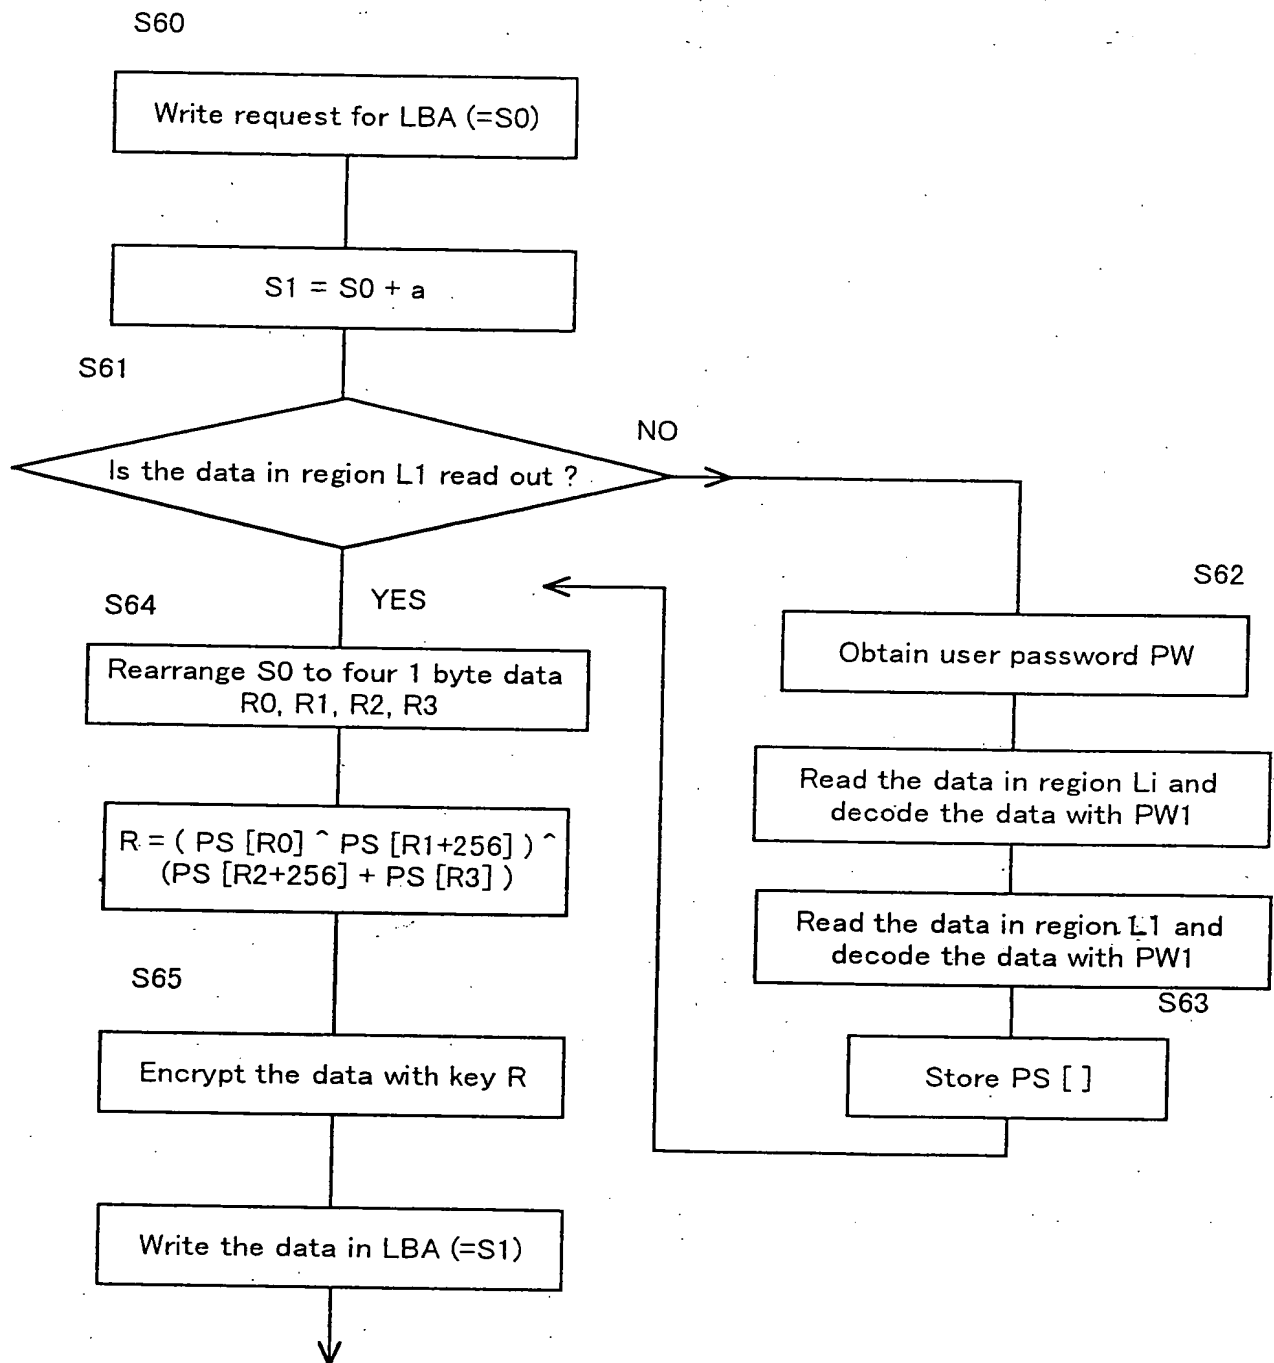 S60
Write request for LBA (=S0)
S1 = S0 + a
S61
Is the data in region L1 read out ?
NO
S62
S64
YES
Obtain user password PW
Rearrange S0 to four 1 byte data
R0, R1, R2, R3
Read the data in region Li and
decode the data with PW1
R = ( PS [R0] ^ PS [R1+256] ) ^
(PS [R2+256] + PS [R3] )
Read the data in region L1 and
decode the data with PW1
S65
S63
Encrypt the data with key R
Store PS [ ]
Write the data in LBA (=S1)